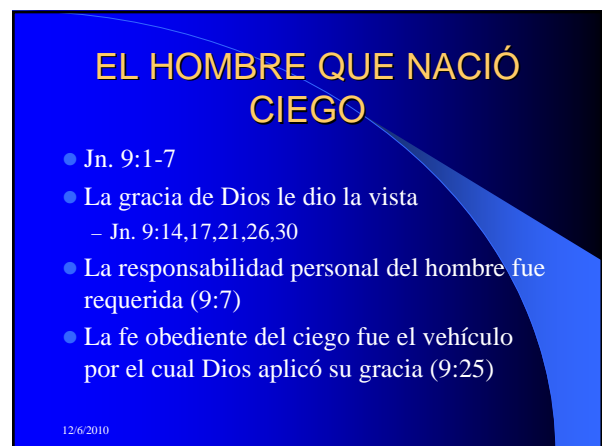 EL HOMBRE QUE NACIÓ
CIEGO
Jn. 9:1-7
La gracia de Dios le dio la vista
– Jn. 9:14,17,21,26,30
La responsabilidad personal del hombre fue
requerida (9:7)
La fe obediente del ciego fue el vehículo
por el cual Dios aplicó su gracia (9:25)
12/6/2010